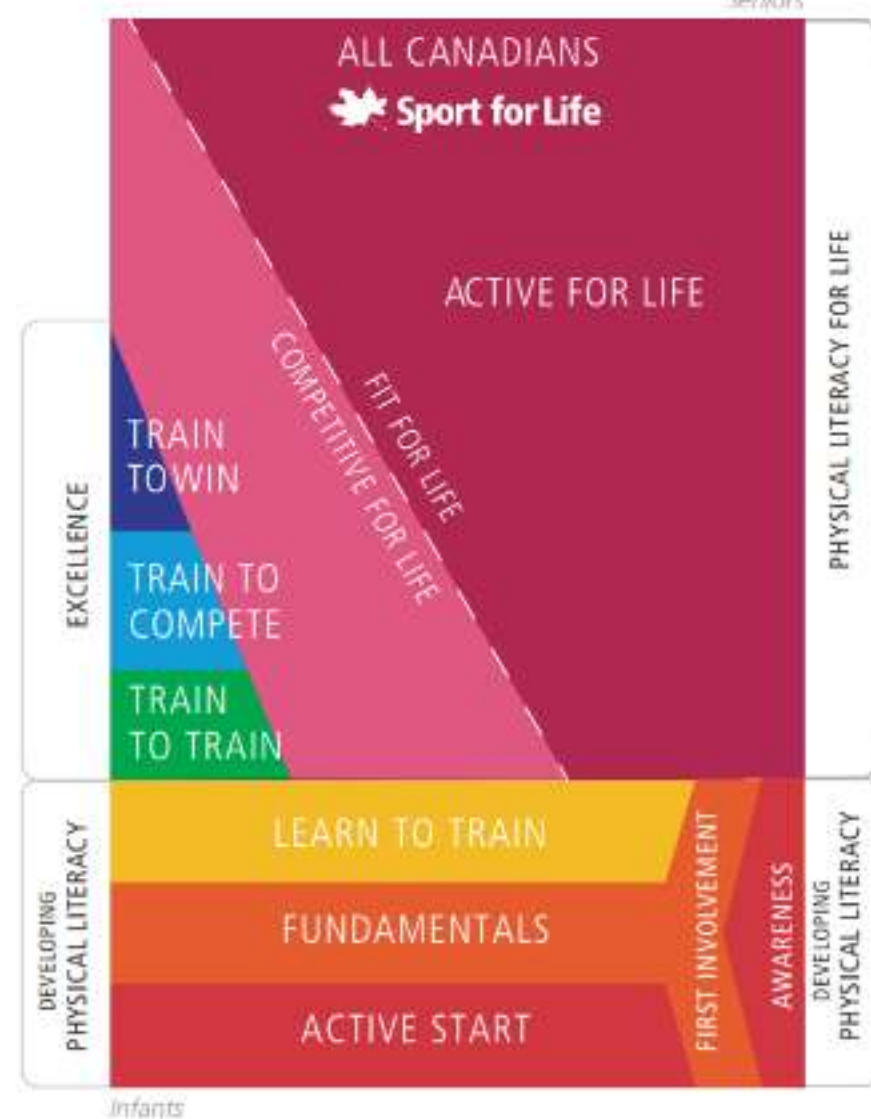 Seniors
ALL CANADIANS
Sport for Life
ACTIVE FOR LIFE
FIT FOR LIFE
COMPETITIVE FOR LIFE
PHYSICAL LITERACY FOR LIFE
EXCELLENCE
TRAIN
TO WIN
TRAIN TO
COMPETE
TRAIN
TO TRAIN
DEVELOPING
PHYSICAL LITERACY
LEARN TO TRAIN
FUNDAMENTALS
ACTIVE START
FIRST INVOLVEMENT
AWARENESS
DEVELOPING
PHYSICAL LITERACY
Infants